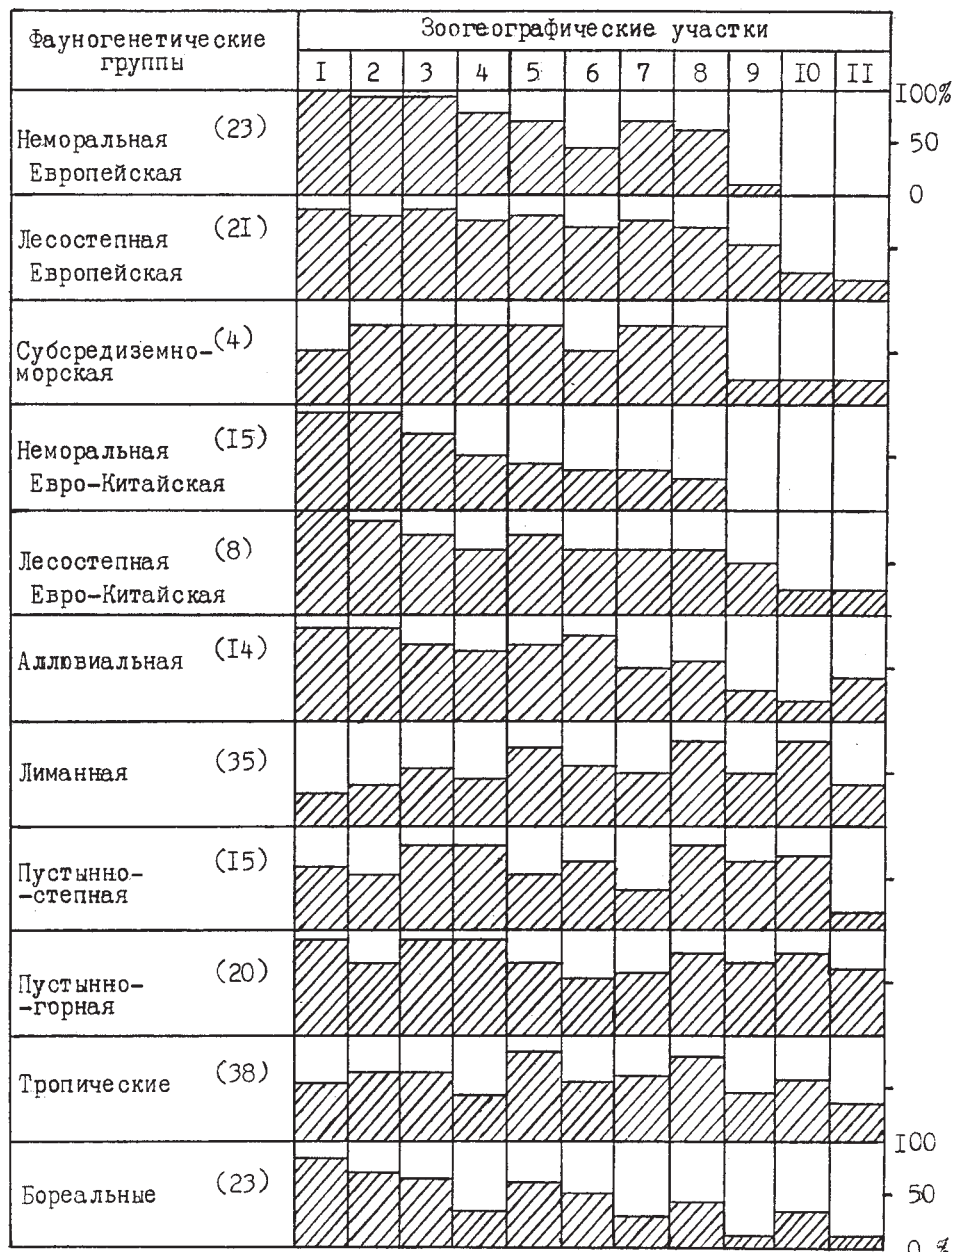 Фауногенетические группы
Зоогеографические участки
I 2 3 4 5 6 7 8 9 IO II
Неморальная (23)
Европейская
Лесостепная (2I)
Европейская
Субсредиземно- (4)
морская
Неморальная (I5)
Евро-Китайская
Лесостепная (8)
Евро-Китайская
Аллювиальная (I4)
Лиманная (35)
Пустынно- (I5)
-степная
Пустынно- (20)
-горная
Тропические (38)
Бореальные (23)
I00%
50
0
I00
50
0 %